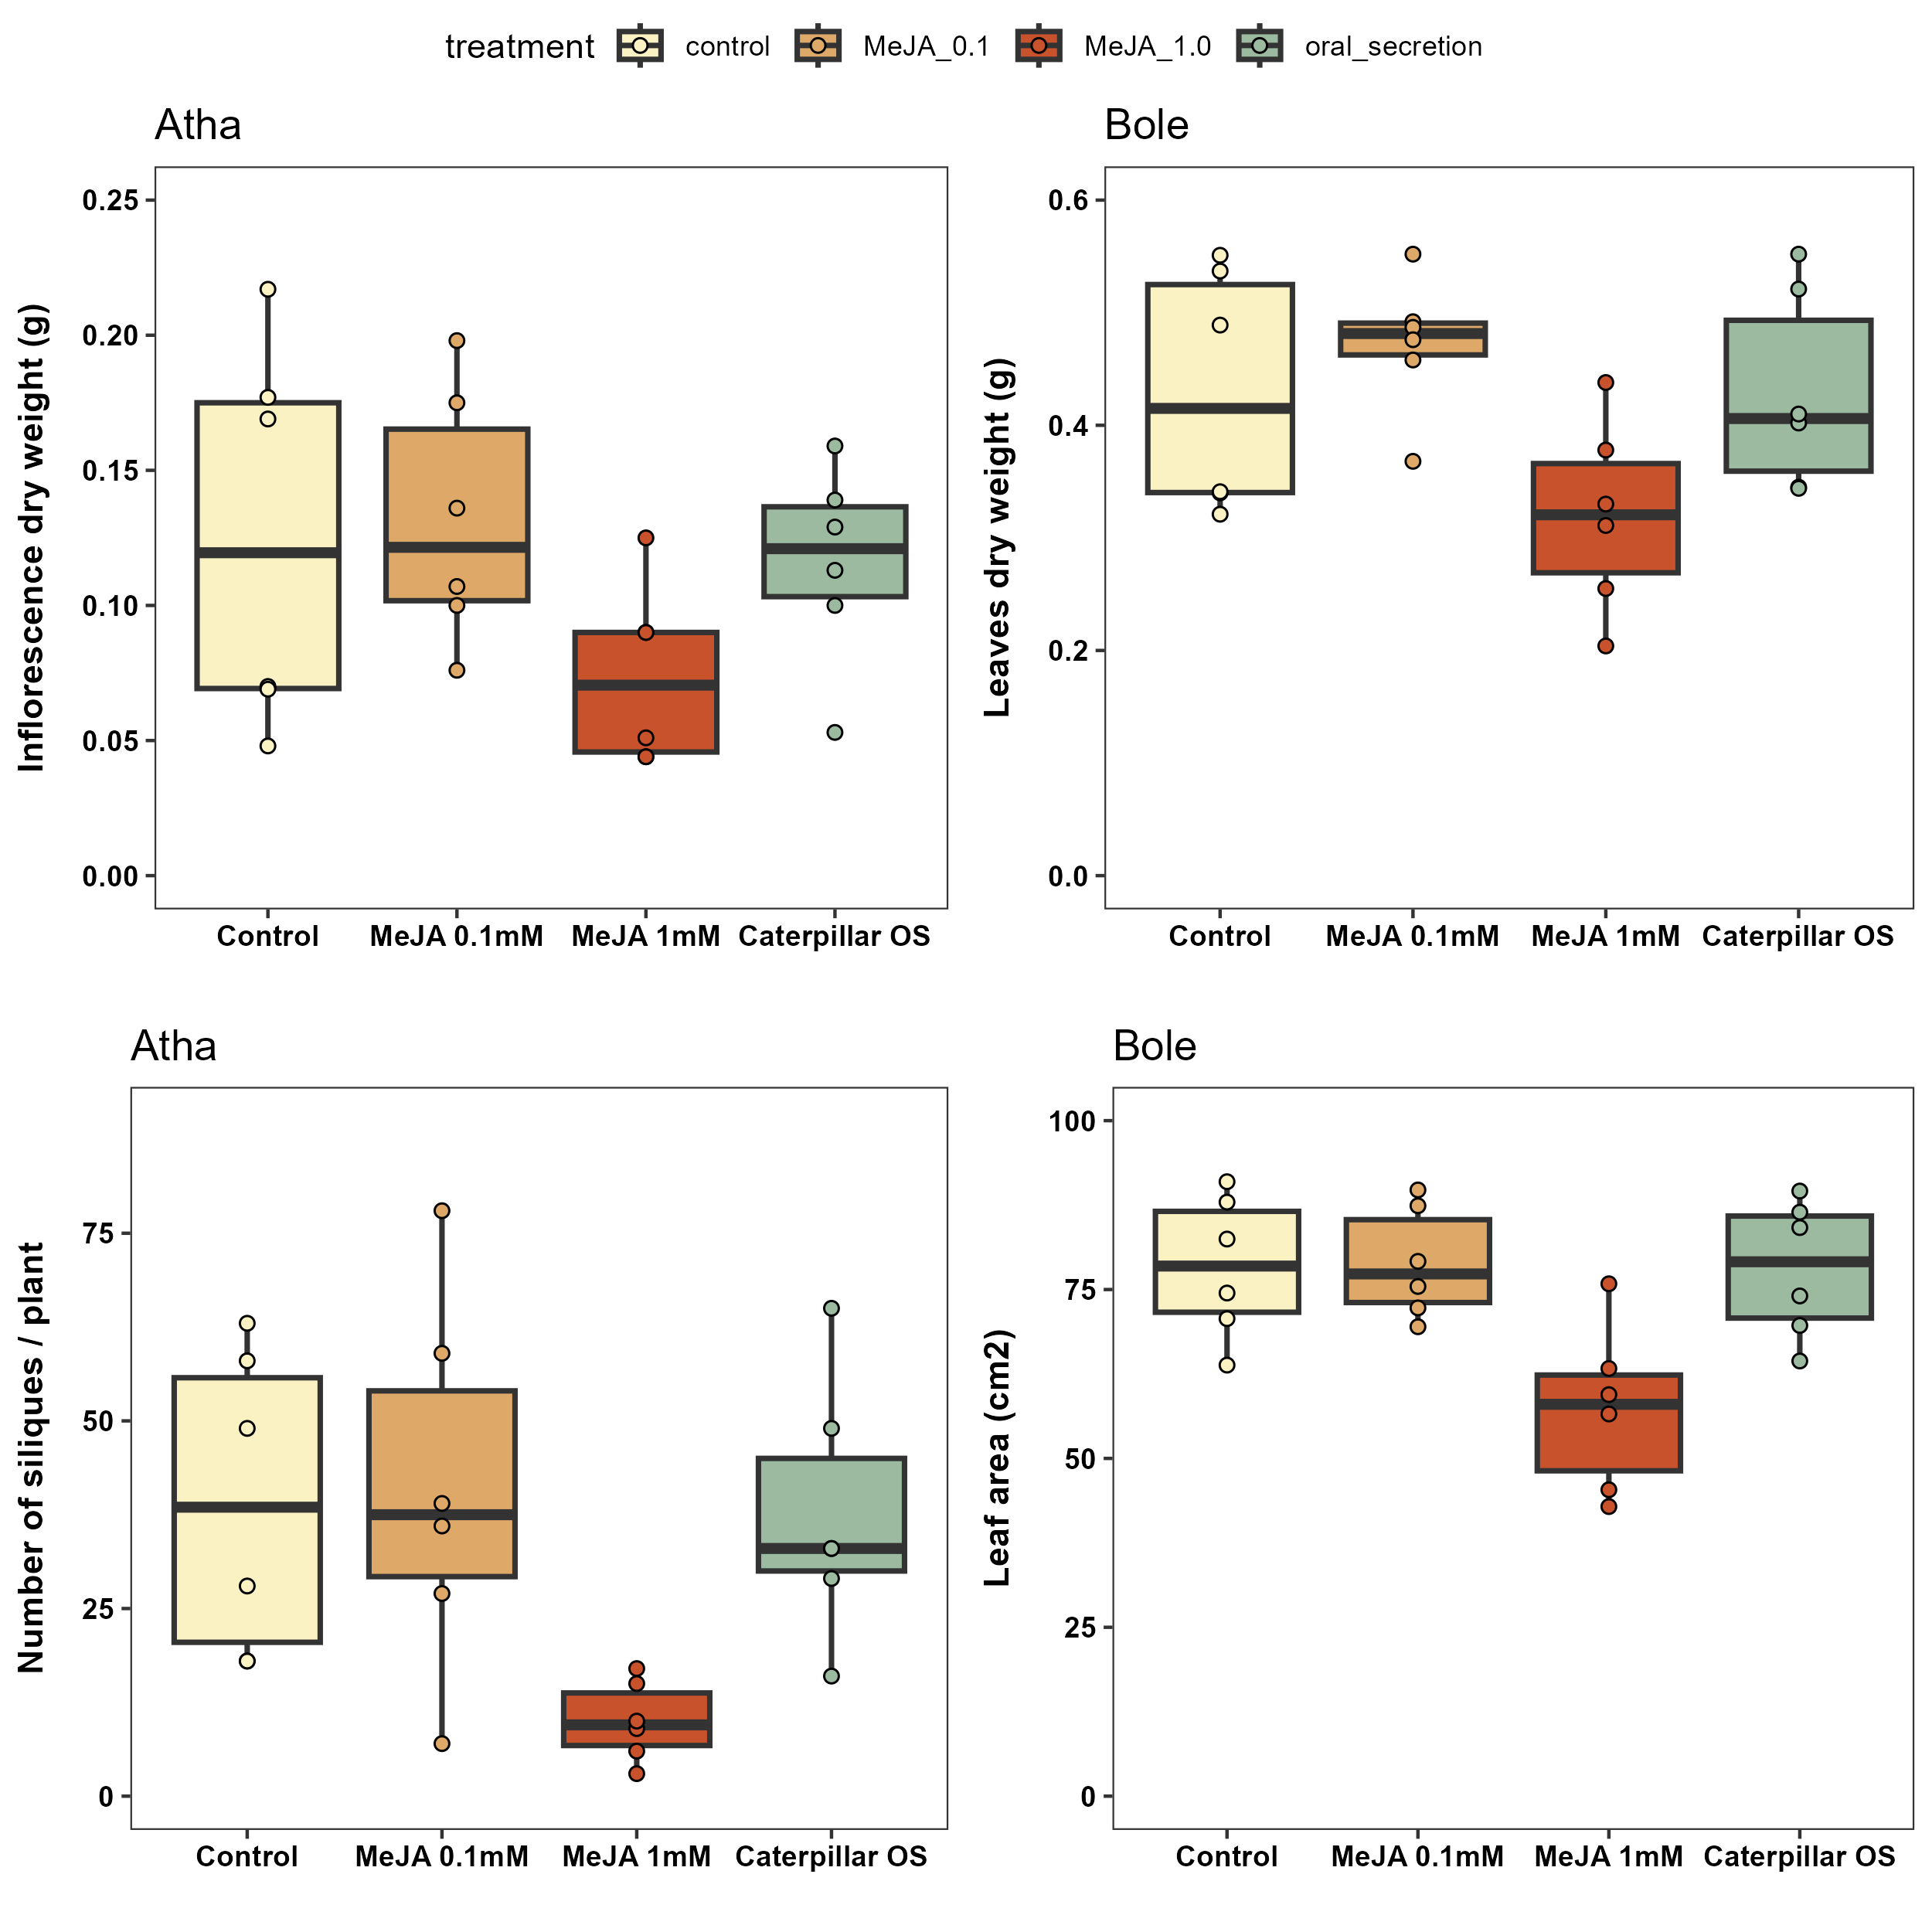 treatment control MeJA_0.1 MeJA_1.0 oral_secretion
Atha
Inflorescence dry weight (g)
0.25
0.20
0.15
0.10
0.05
0.00
Control MeJA 0.1mM MeJA 1mM Caterpillar OS
Bole
Leaves dry weight (g)
0.6
0.4
0.2
0.0
Control MeJA 0.1mM MeJA 1mM Caterpillar OS
Atha
Number of siliques / plant
75
50
25
0
Control MeJA 0.1mM MeJA 1mM Caterpillar OS
Bole
Leaf area (cm2)
100
75
50
25
0
Control MeJA 0.1mM MeJA 1mM Caterpillar OS